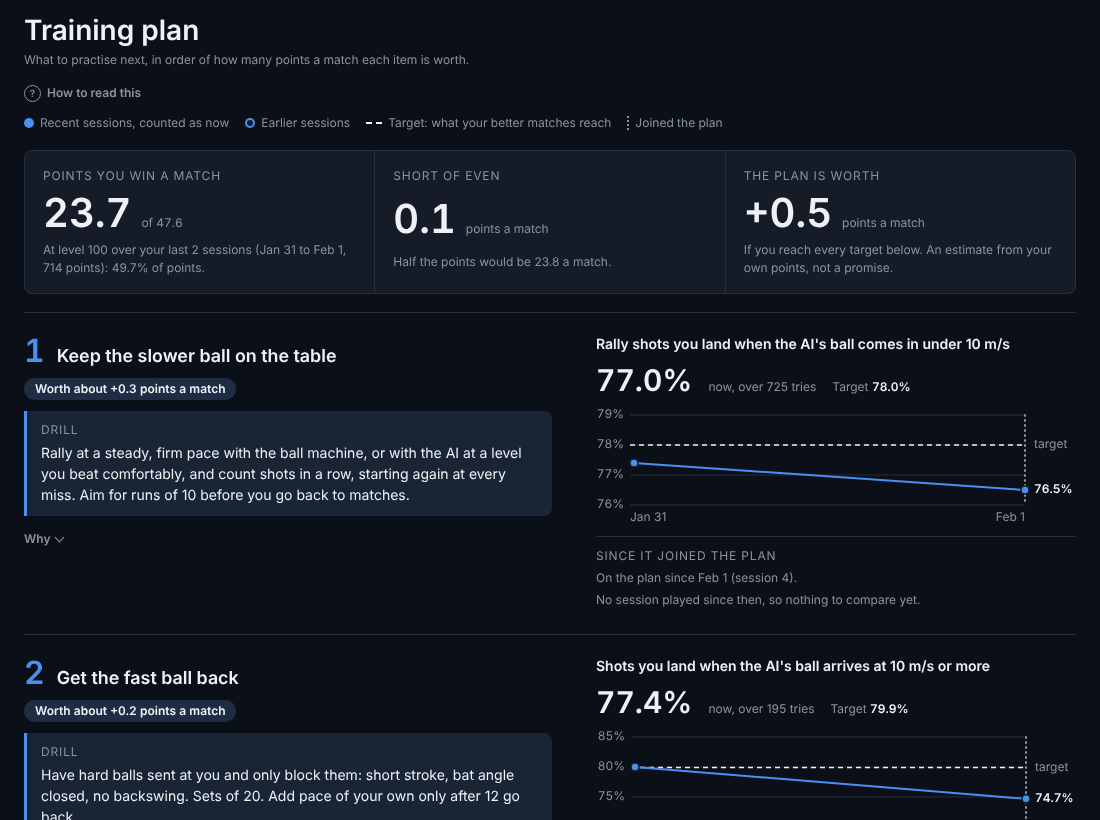 Training plan
What to practise next, in order of how many points a match each item is worth.
? How to read this
Recent sessions, counted as now Earlier sessions Target: what your better matches reach Joined the plan
POINTS YOU WIN A MATCH
23.7 of 47.6
At level 100 over your last 2 sessions (Jan 31 to Feb 1,
714 points): 49.7% of points.
SHORT OF EVEN
0.1 points a match
Half the points would be 23.8 a match.
THE PLAN IS WORTH
+0.5 points a match
If you reach every target below. An estimate from your
own points, not a promise.
1 Keep the slower ball on the table
Worth about +0.3 points a match
DRILL
Rally at a steady, firm pace with the ball machine, or with the AI at a level
you beat comfortably, and count shots in a row, starting again at every
miss. Aim for runs of 10 before you go back to matches.
Why
Rally shots you land when the AI's ball comes in under 10 m/s
77.0% now, over 725 tries Target 78.0%
79%
78% target
77%
76.5%
76%
Jan 31 Feb 1
SINCE IT JOINED THE PLAN
On the plan since Feb 1 (session 4).
No session played since then, so nothing to compare yet.
2 Get the fast ball back
Worth about +0.2 points a match
DRILL
Have hard balls sent at you and only block them: short stroke, bat angle
closed, no backswing. Sets of 20. Add pace of your own only after 12 go
back.
Shots you land when the AI's ball arrives at 10 m/s or more
77.4% now, over 195 tries Target 79.9%
85%
80% target
75% 74.7%